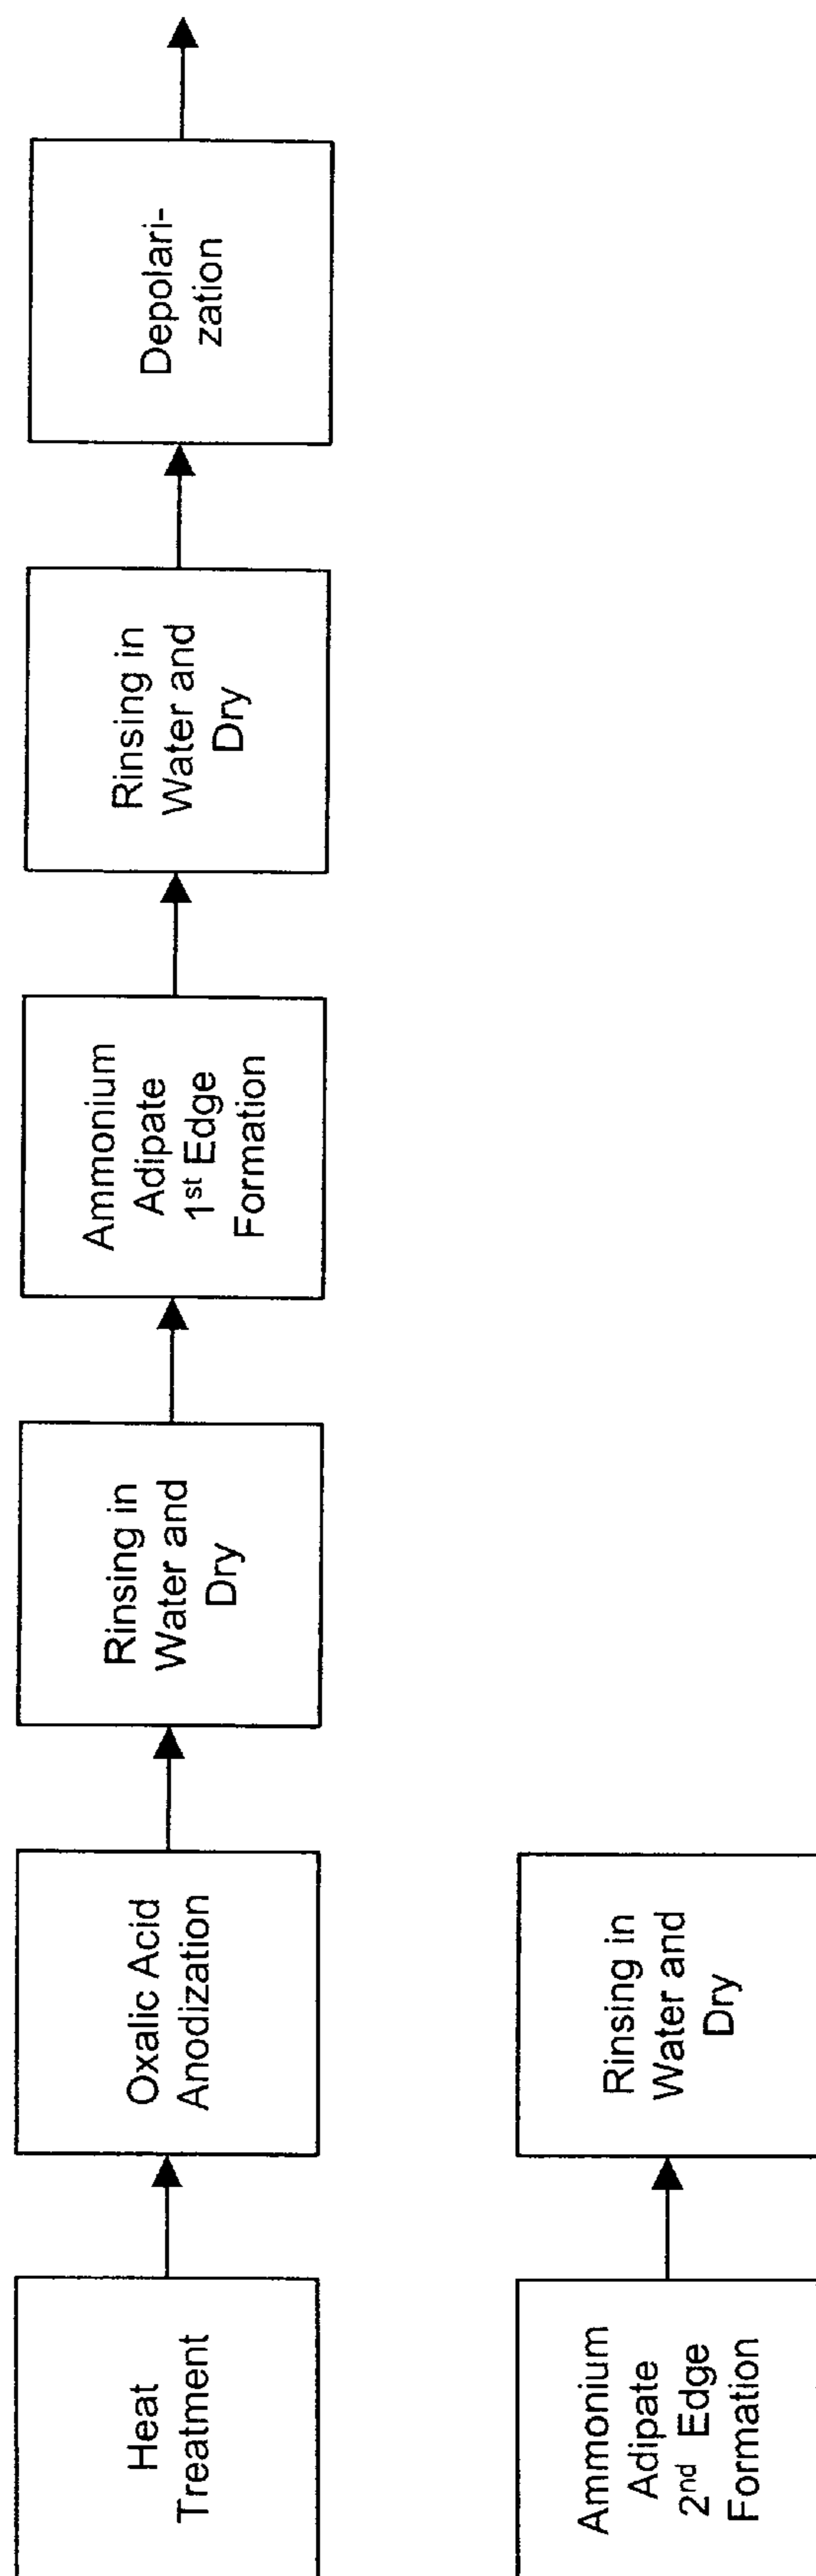 Heat
Treatment
Oxalic Acid
Anodization
Rinsing in
Water and
Dry
Ammonium
Adipate
1st Edge
Formation
Rinsing in
Water and
Dry
Depolari-
zation
Ammonium
Adipate
2nd Edge
Formation
Rinsing in
Water and
Dry